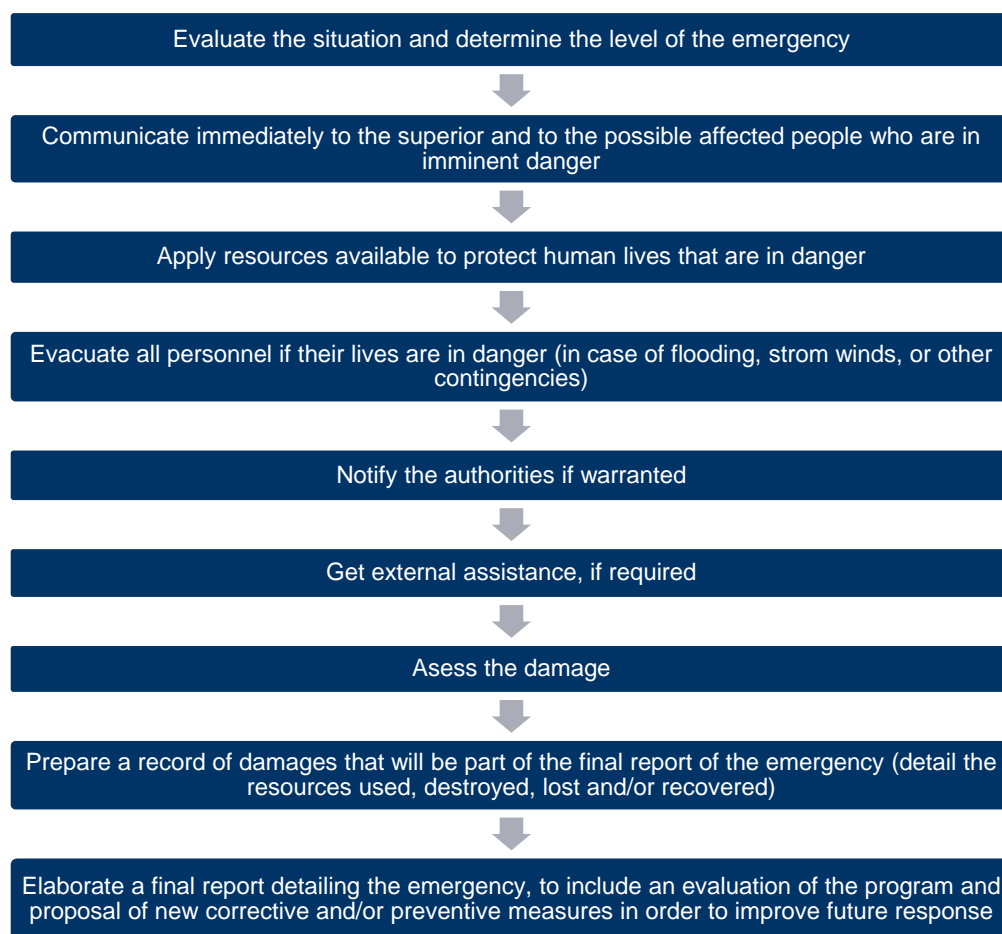 Evaluate the situation and determine the level of the emergency
Communicate immediately to the superior and to the possible affected people who are in
imminent danger
Apply resources available to protect human lives that are in danger
Evacuate all personnel if their lives are in danger (in case of flooding, strom winds, or other
contingencies)
Notify the authorities if warranted
Get external assistance, if required
Asess the damage
Prepare a record of damages that will be part of the final report of the emergency (detail the
resources used, destroyed, lost and/or recovered)
Elaborate a final report detailing the emergency, to include an evaluation of the program and
proposal of new corrective and/or preventive measures in order to improve future response